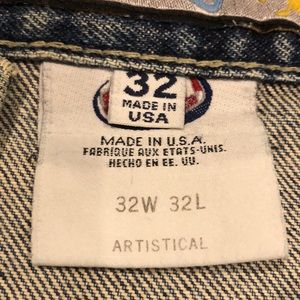 32
MADE IN
USA
MADE IN U.S.A.
FABRIQUE AUX ETATS-UNIS.
HECHO EN EE. UU.
32W 32L
ARTISTICAL